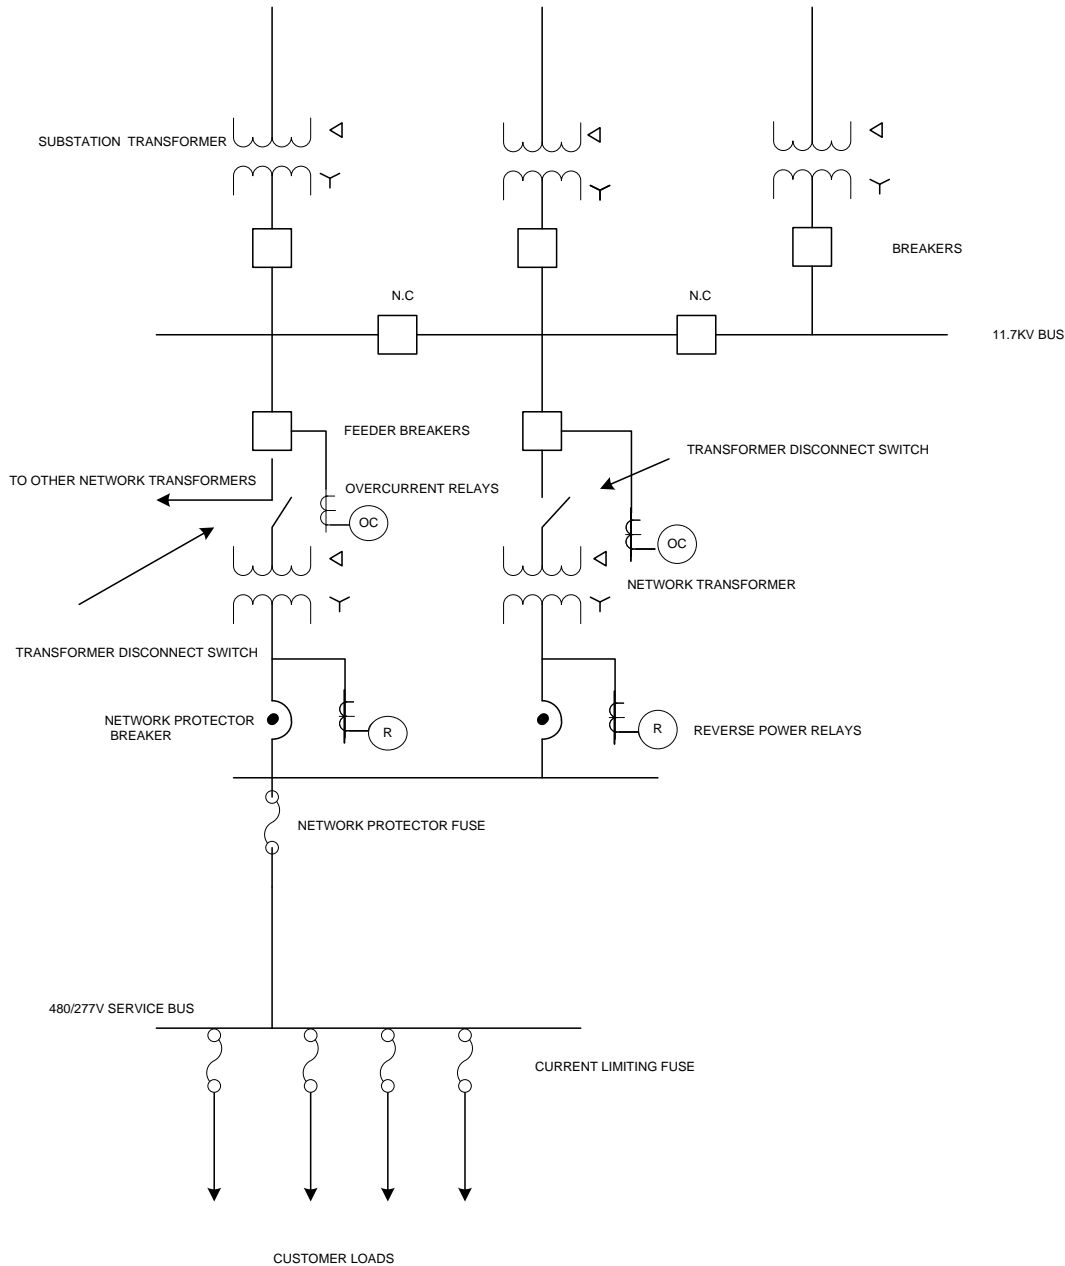 SUBSTATION TRANSFORMER
BREAKERS
N.C
N.C
11.7KV BUS
FEEDER BREAKERS
TRANSFORMER DISCONNECT SWITCH
TO OTHER NETWORK TRANSFORMERS
OVERCURRENT RELAYS
OC
OC
NETWORK TRANSFORMER
TRANSFORMER DISCONNECT SWITCH
NETWORK PROTECTOR
BREAKER
R
R
REVERSE POWER RELAYS
NETWORK PROTECTOR FUSE
480/277V SERVICE BUS
CURRENT LIMITING FUSE
CUSTOMER LOADS